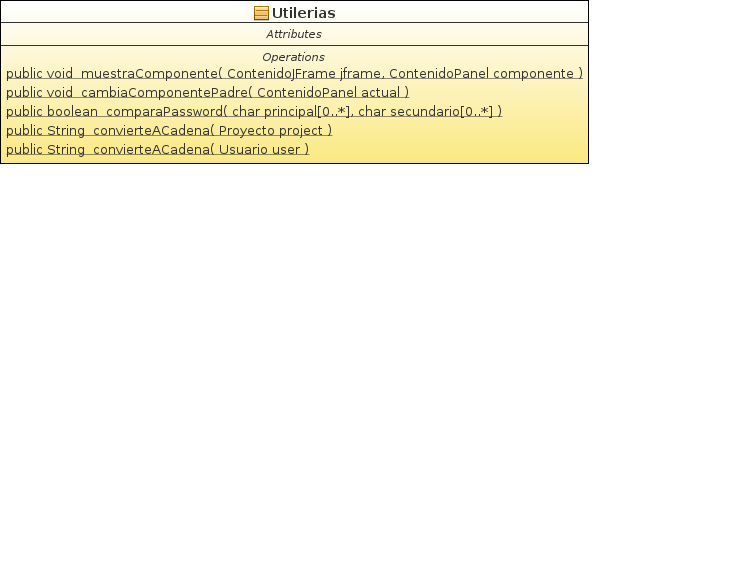 Utilerias
Attributes
Operations
public void  muestraComponente( ContenidoJFrame jframe, ContenidoPanel componente )
public void  cambiaComponentePadre( ContenidoPanel actual )
public boolean  comparaPassword( char principal[0..*], char secundario[0..*] )
public String  convierteACadena( Proyecto project )
public String  convierteACadena( Usuario user )